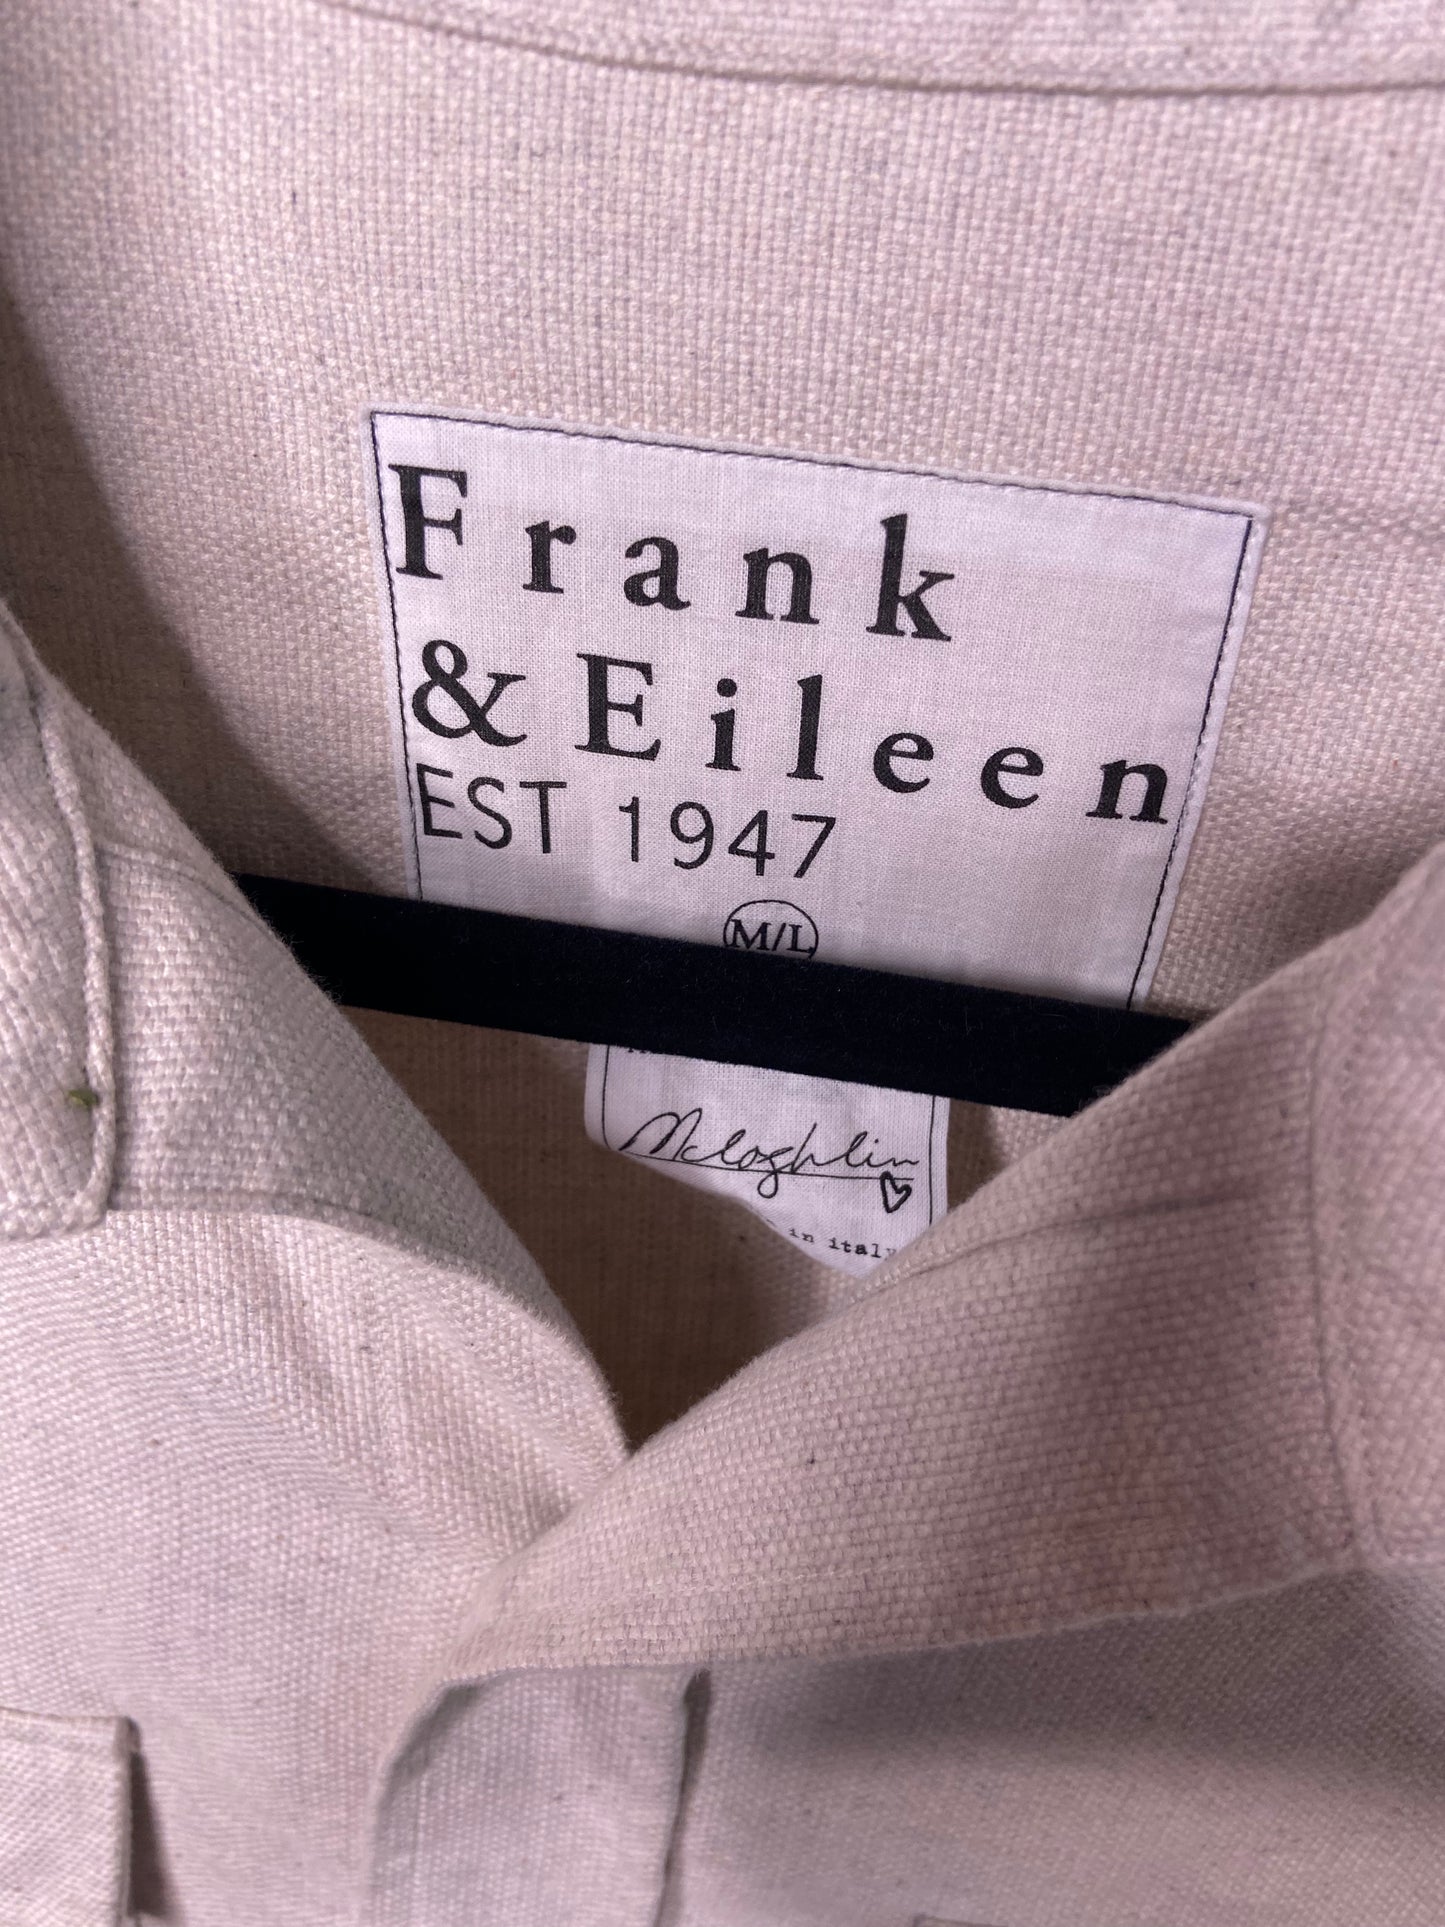 Frank
& Eileen
EST 1947
M/L
Mcloghlin
in italy